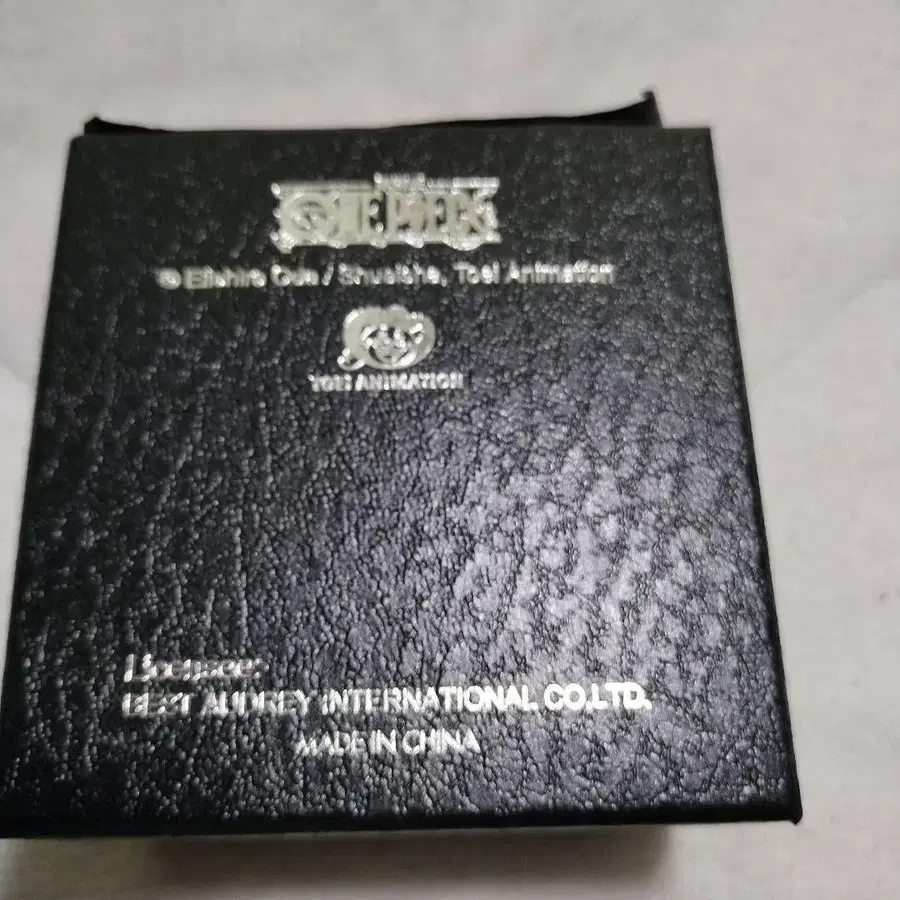 ONE PIECE
© Eiichiro Oda / Shueisha, Toei Animation
TOEI ANIMATION
Licensee:
BEST AUDREY INTERNATIONAL CO.LTD.
MADE IN CHINA